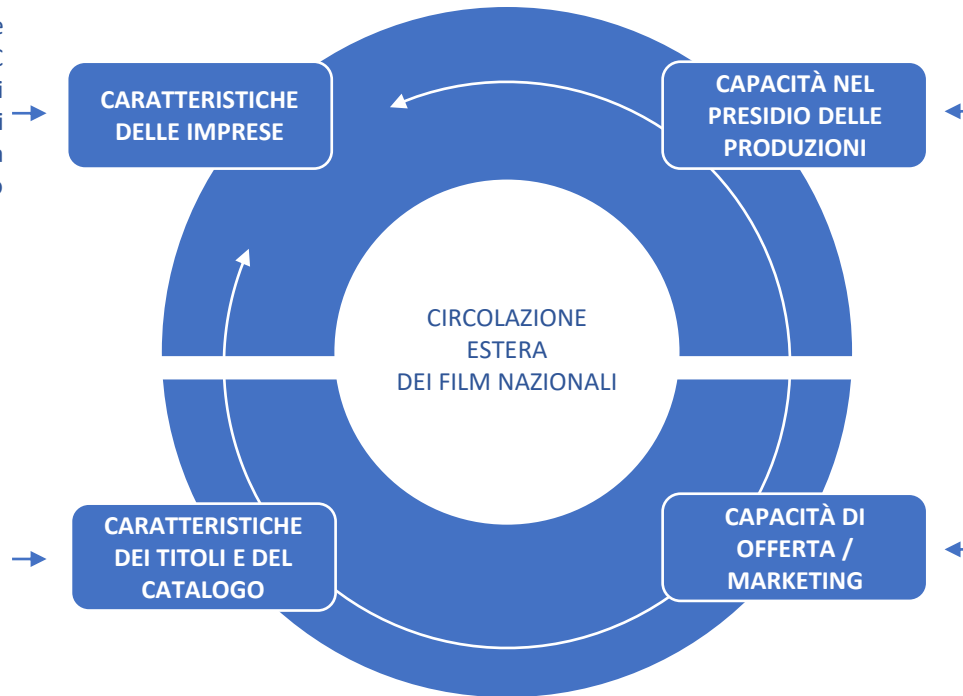 CARATTERISTICHE
DELLE IMPRESE
CAPACITÀ NEL
PRESIDIO DELLE
PRODUZIONI
CIRCOLAZIONE
ESTERA
DEI FILM NAZIONALI
CARATTERISTICHE
DEI TITOLI E DEL
CATALOGO
CAPACITÀ DI
OFFERTA /
MARKETING